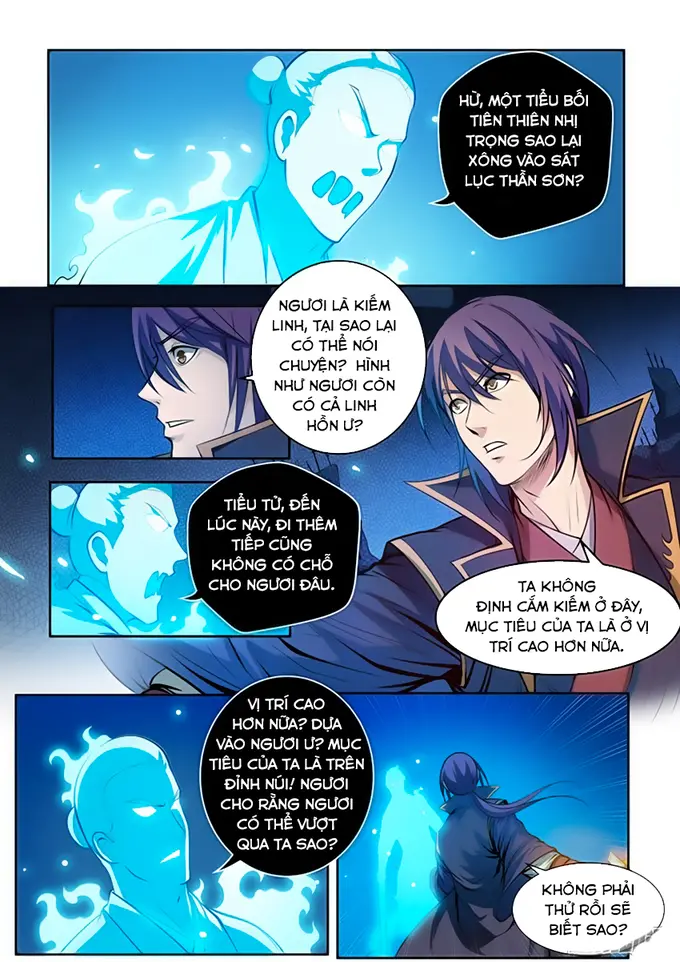 HỪ, MỘT TIỂU BỐI
TIÊN THIÊN NHỊ
TRỌNG SAO LẠI
XÔNG VÀO SÁT
LỤC THẦN SƠN?
NGƯƠI LÀ KIẾM
LINH, TẠI SAO LẠI
CÓ THỂ NÓI
CHUYỆN? HÌNH
NHƯ NGƯƠI CÒN
CÓ CẢ LINH
HỒN Ư?
TIỂU TỬ, ĐẾN
LÚC NÀY, ĐI THÊM
TIẾP CŨNG
KHÔNG CÓ CHỖ
CHO NGƯƠI ĐÂU.
TA KHÔNG
ĐỊNH CẮM KIẾM Ở ĐÂY,
MỤC TIÊU CỦA TA LÀ Ở VỊ
TRÍ CAO HƠN NỮA.
VỊ TRÍ CAO
HƠN NỮA? DỰA
VÀO NGƯƠI Ư? MỤC
TIÊU CỦA TA LÀ TRÊN
ĐỈNH NÚI! NGƯƠI
CHO RẰNG NGƯƠI
CÓ THỂ VƯỢT
QUA TA SAO?
KHÔNG PHẢI
THỬ RỒI SẼ
BIẾT SAO?